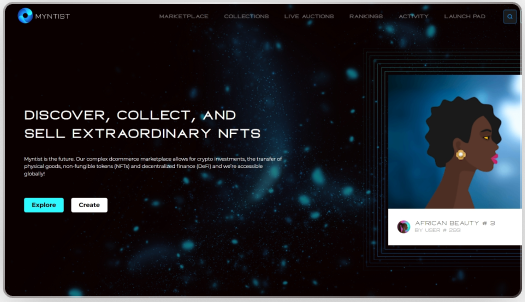 MYNTIST
MARKETPLACE COLLECTIONS LIVE AUCTIONS RANKINGS ACTIVITY LAUNCH PAD
DISCOVER, COLLECT, AND
SELL EXTRAORDINARY NFTS
Myntist is the future. Our complex dcommerce marketplace allows for crypto investments, the transfer of
physical goods, non-fungible tokens (NFTs) and decentralized finance (DeFi) and we're accessible
globally!
Explore Create
AFRICAN BEAUTY # 3
BY USER # 259